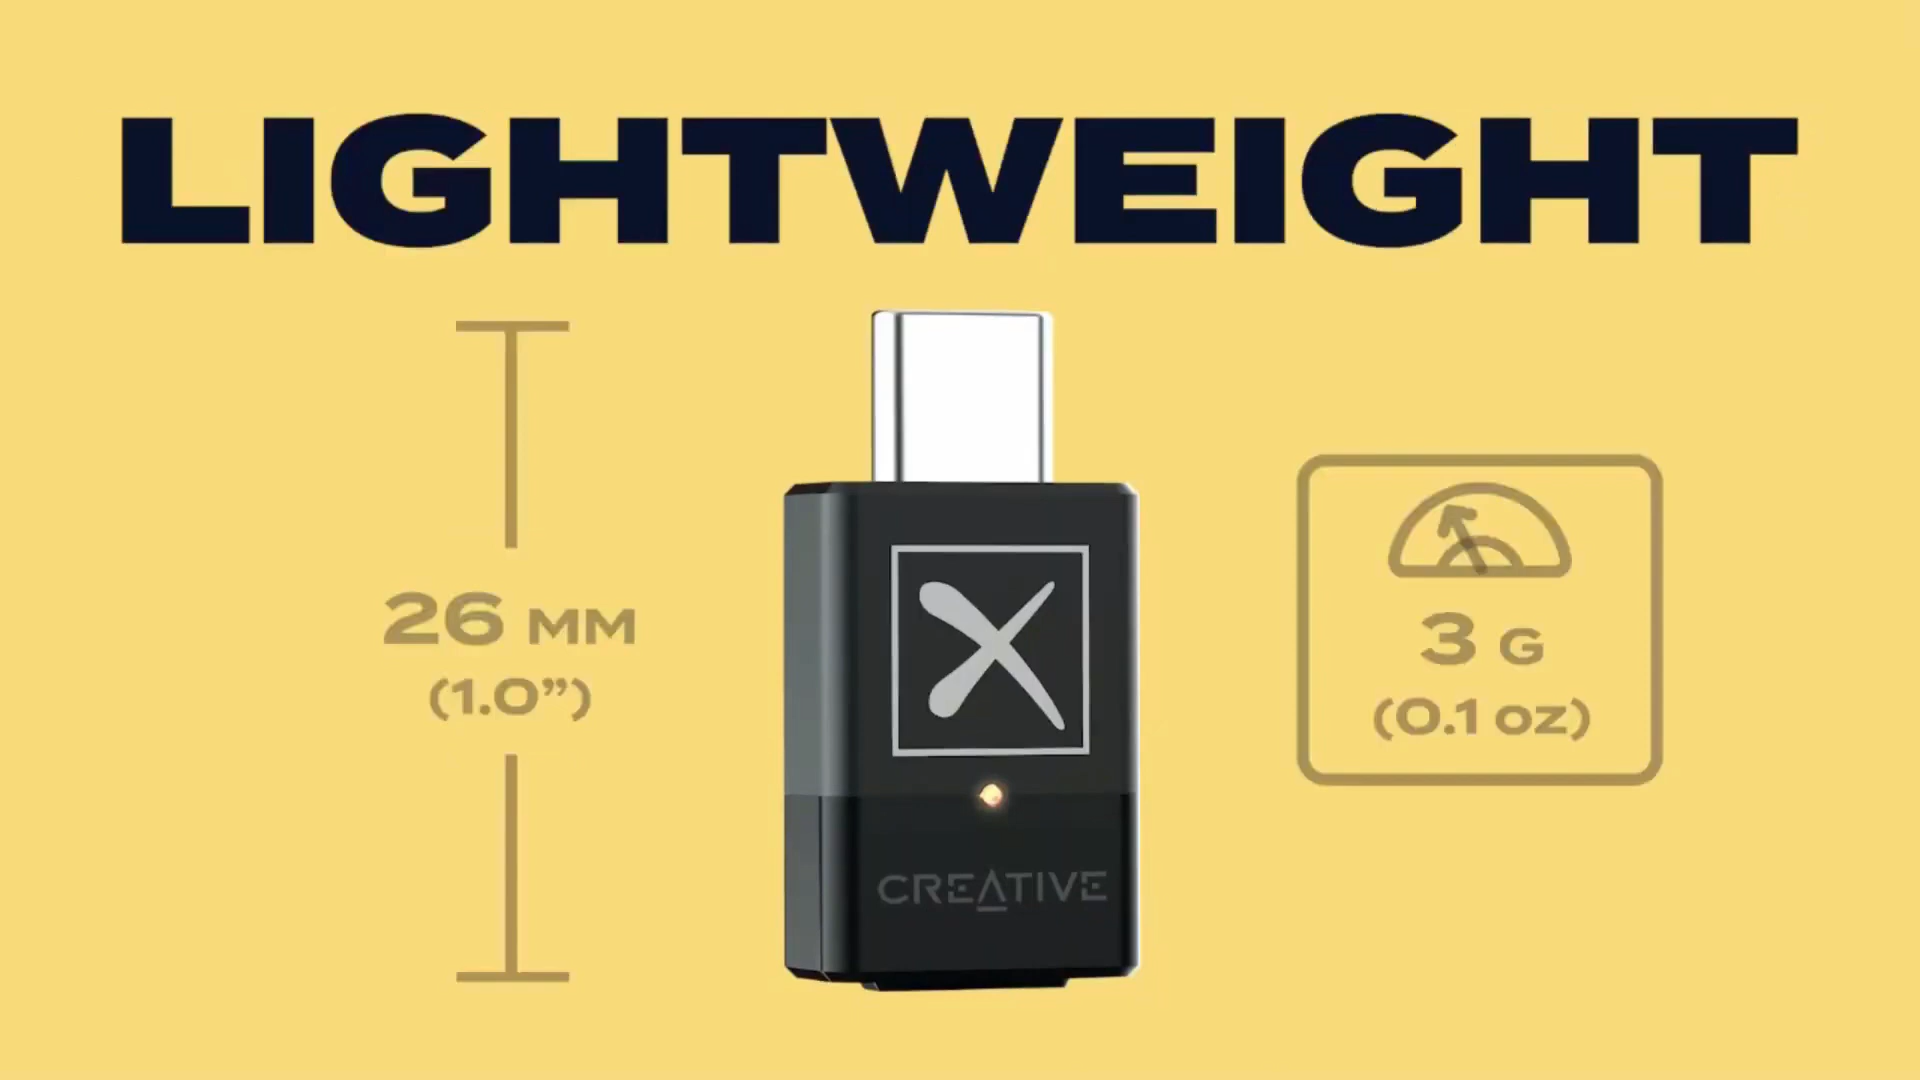 LIGHTWEIGHT
26 MM
(1.0”)
X
CREATIVE
3 G
(0.1 oz)